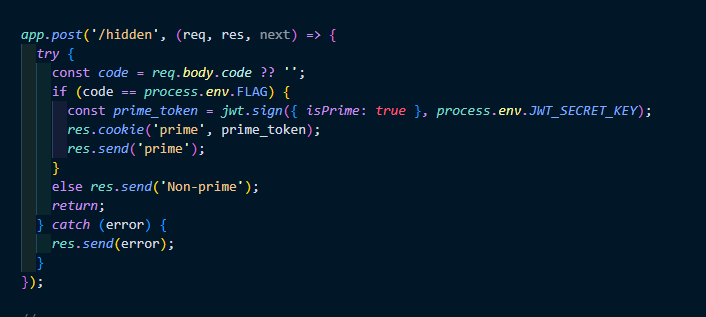 app.post('/hidden', (req, res, next) => {
  try {
    const code = req.body.code ?? '';
    if (code == process.env.FLAG) {
      const prime_token = jwt.sign({ isPrime: true }, process.env.JWT_SECRET_KEY);
      res.cookie('prime', prime_token);
      res.send('prime');
    }
    else res.send('Non-prime');
    return;
  } catch (error) {
    res.send(error);
  }
});